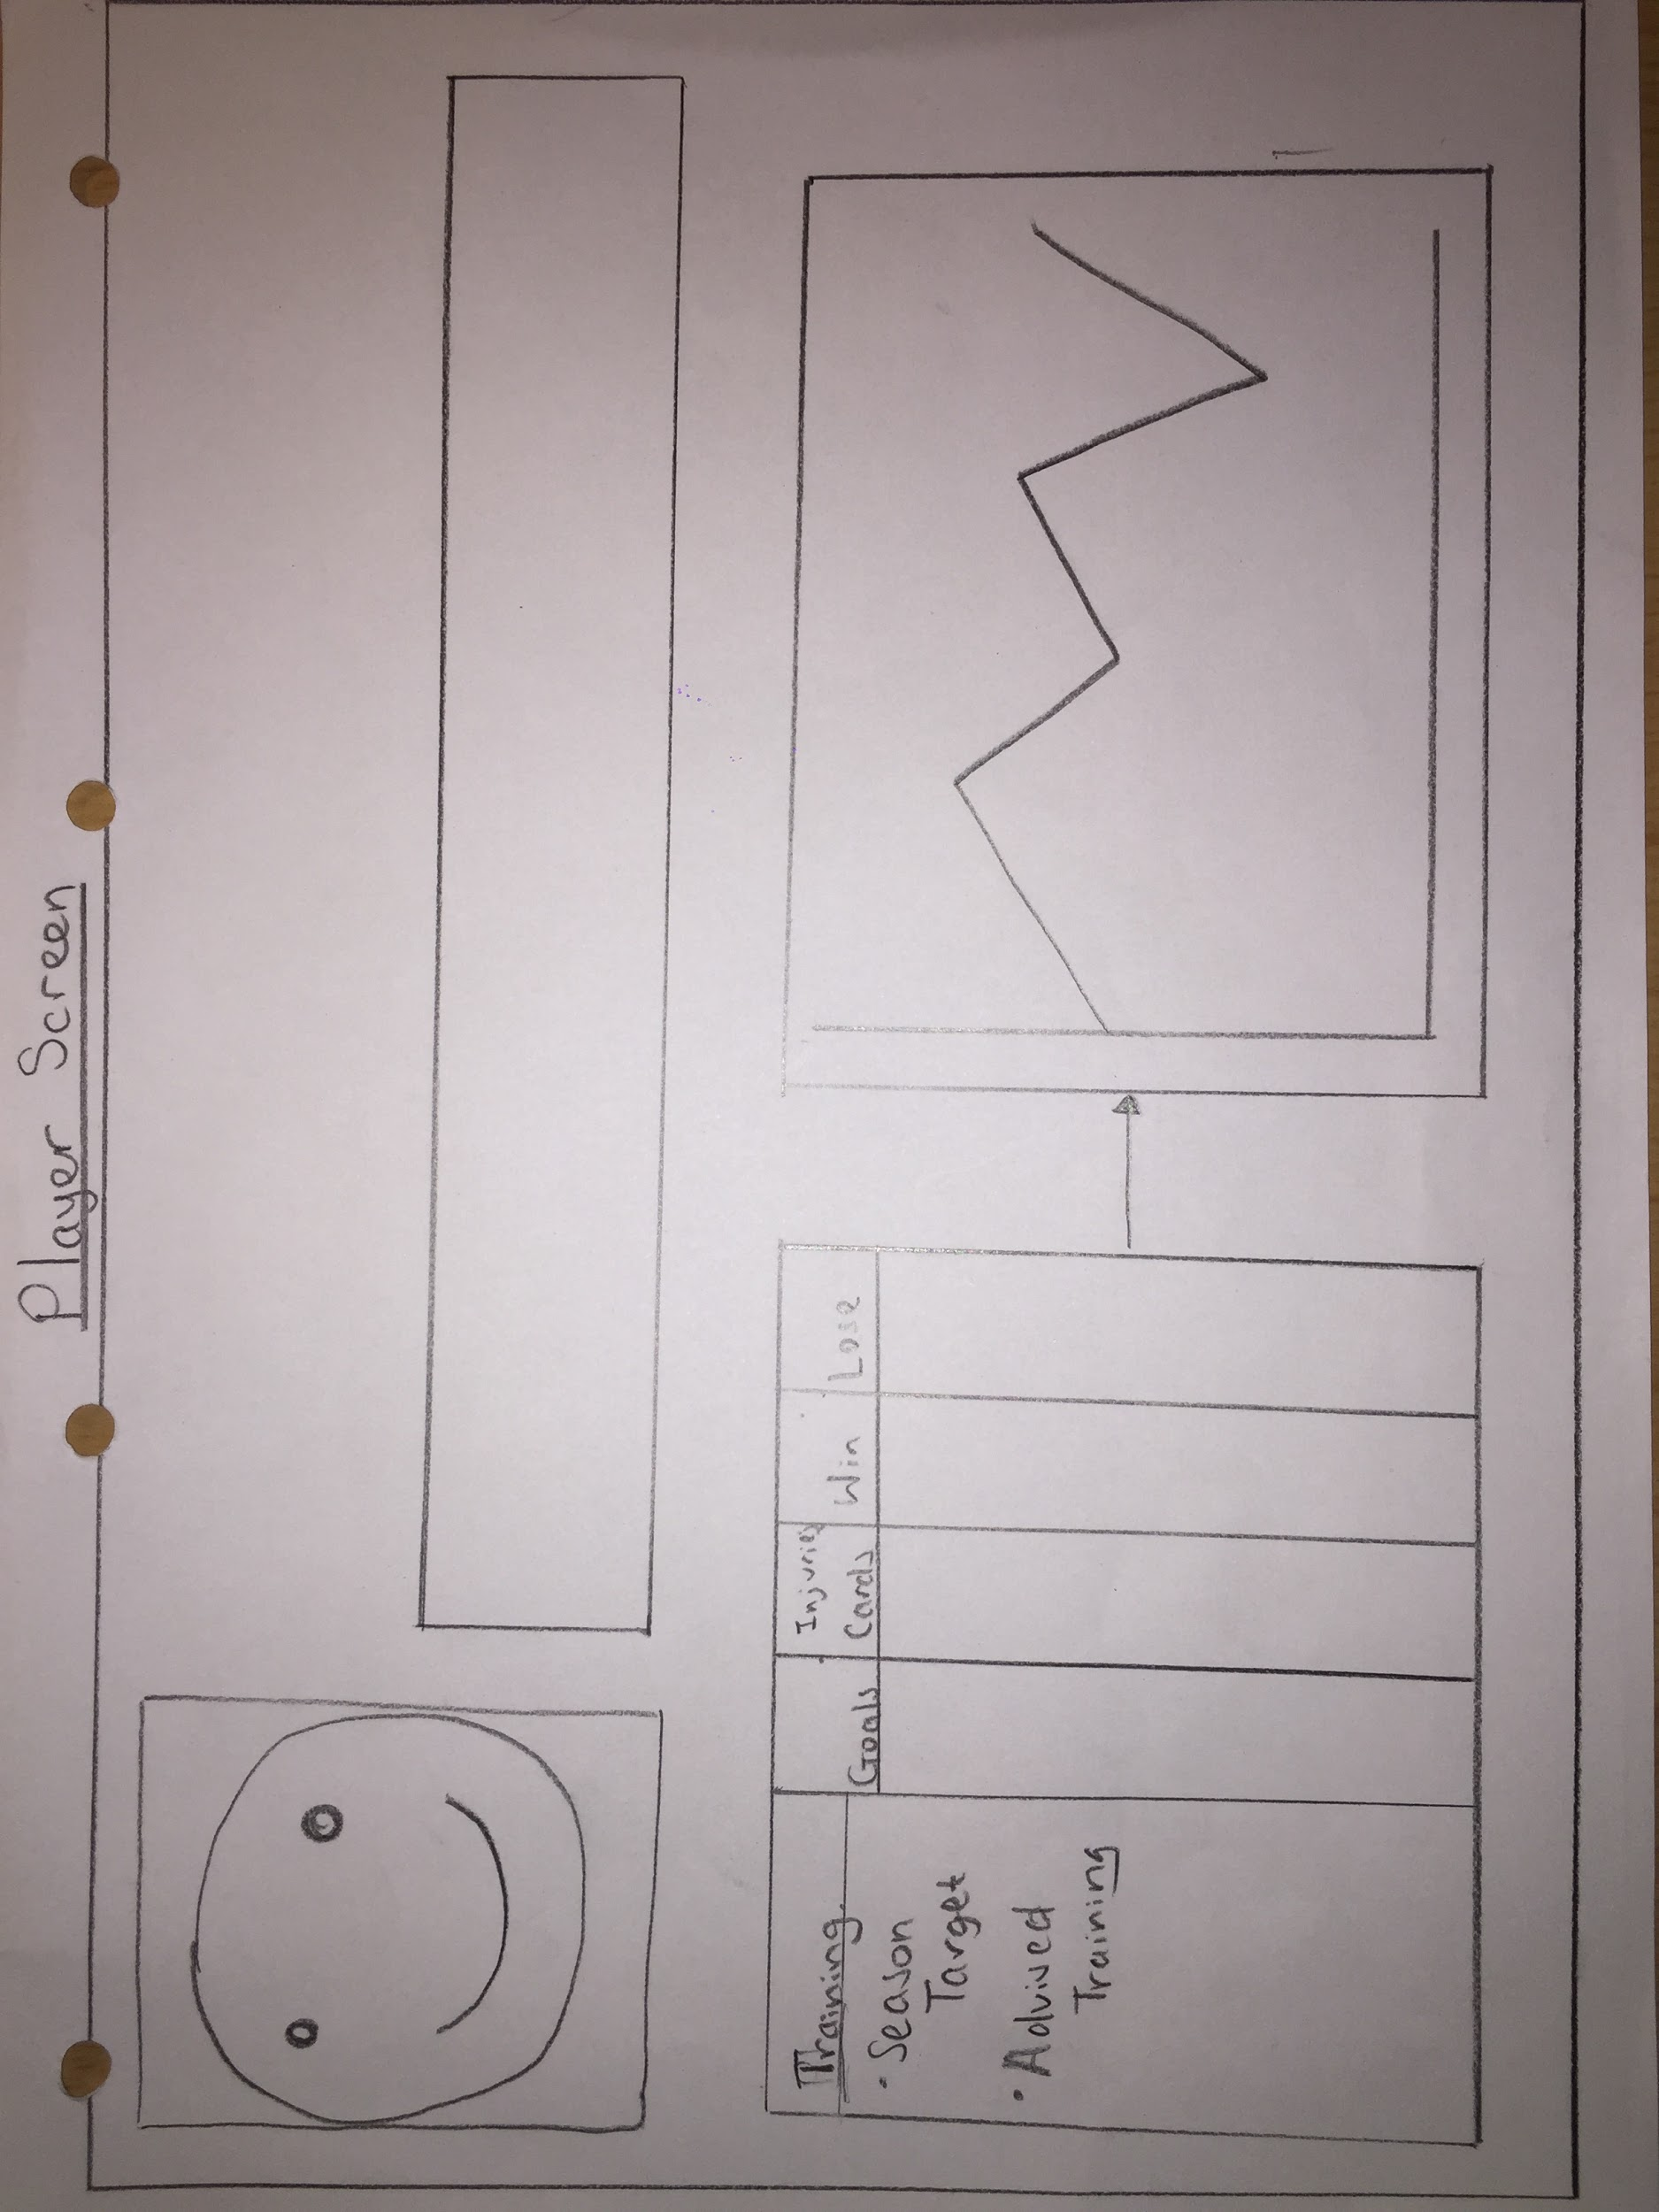 Player Screen
Training
• Season
Target
• Advised
Training
Goals
Injuries
Cards
Win
Lose